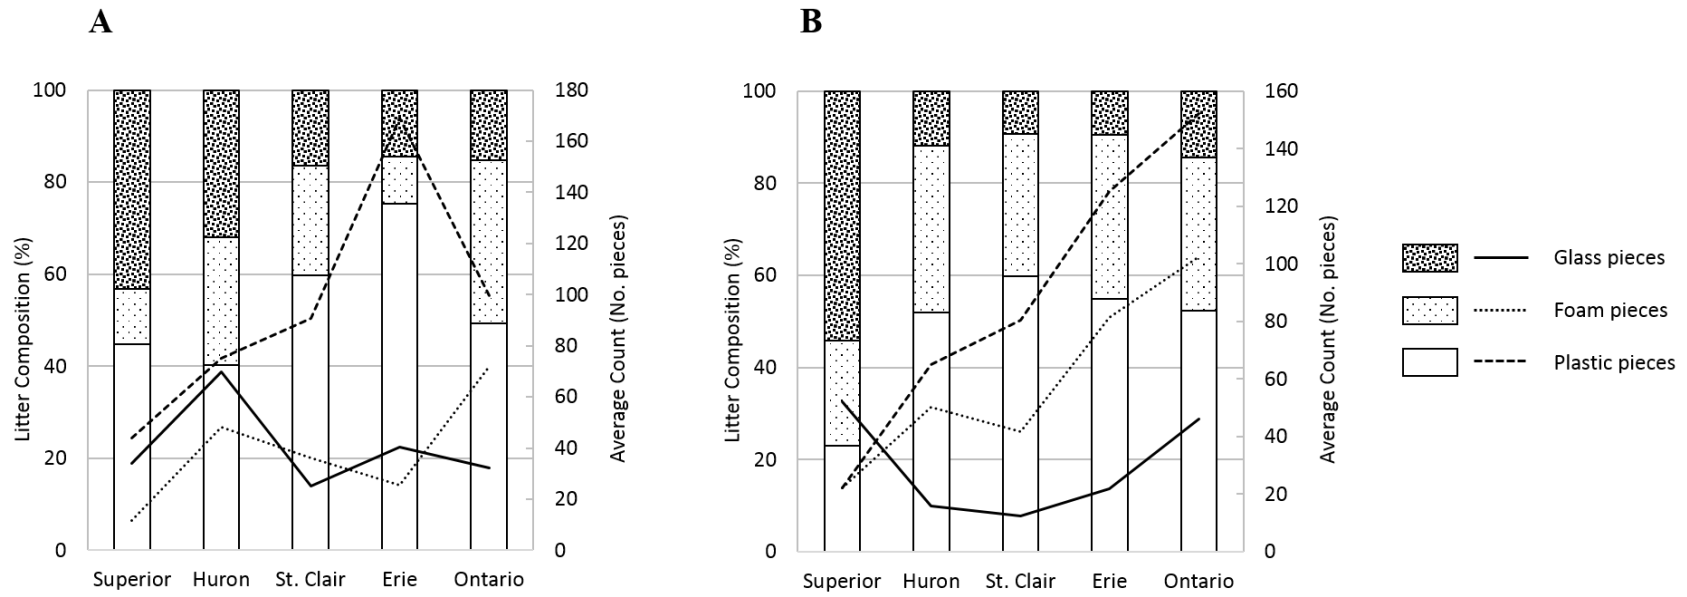 A
100
80
60
40
20
0
Litter Composition (%)
180
160
140
120
100
80
60
40
20
0
Average Count (No. pieces)
Superior Huron St. Clair Erie Ontario
B
100
80
60
40
20
0
Litter Composition (%)
160
140
120
100
80
60
40
20
0
Average Count (No. pieces)
Superior Huron St. Clair Erie Ontario
Glass pieces
Foam pieces
Plastic pieces